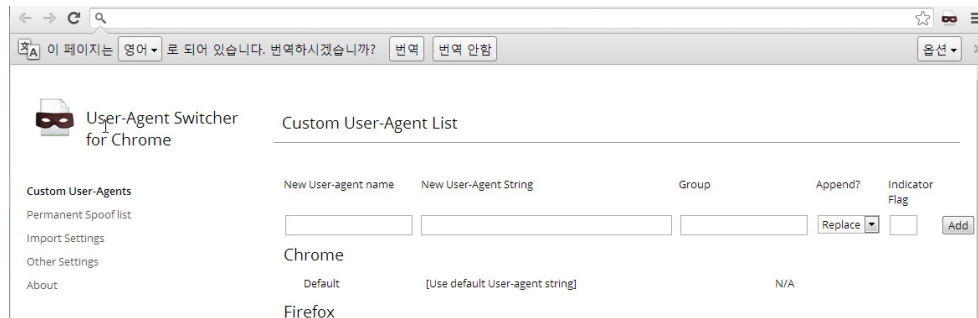 이 페이지는 영어 로 되어 있습니다. 번역하시겠습니까? 번역 번역 안함 옵션
User-Agent Switcher
for Chrome
Custom User-Agents
Permanent Spoof list
Import Settings
Other Settings
About
Custom User-Agent List
New User-agent name New User-Agent String Group Append? Indicator
Flag
Replace Add
Chrome
Default [Use default User-agent string] N/A
Firefox